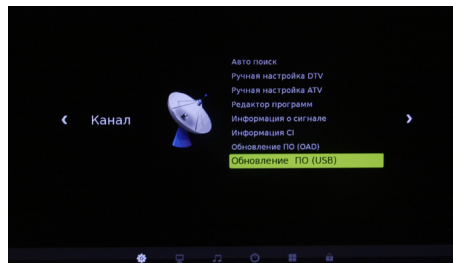 Авто поиск
Ручная настройка DTV
Ручная настройка ATV
Редактор программ
Канал
Информация о сигнале
Информация CI
Обновление ПО (OAD)
Обновление ПО (USB)